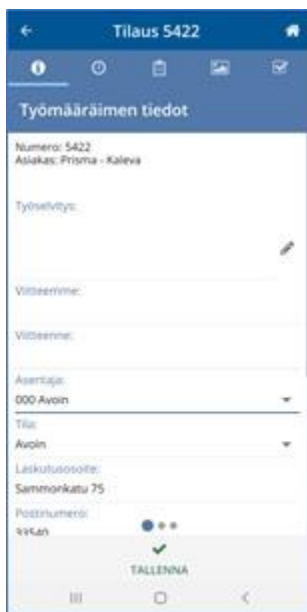 Tilaus 5422
Työmääräimen tiedot
Numero: 5422
Asiakas: Prisma - Kaleva
Työselvitys:
Viitteemme:
Viitteenne:
Asentaja:
000 Avoin
Tila:
Avoin
Laskutusosoite:
Sammonkatu 75
Postinumero:
33540
TALLENNA